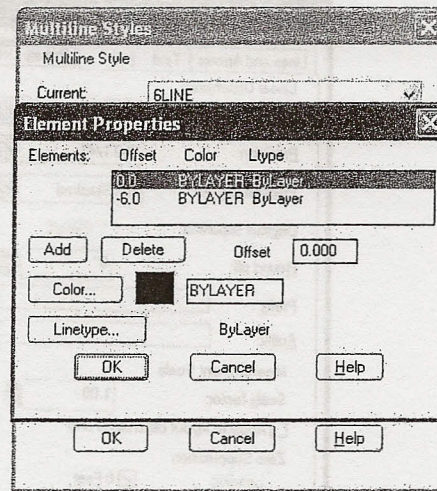 Multiline Styles
Multiline Style
Current: 6LINE
Element Properties
Elements: Offset Color Ltype
0.0 BYLAYER ByLayer
-6.0 BYLAYER ByLayer
Add Delete Offset 0.000
Color... BYLAYER
Linetype... ByLayer
OK Cancel Help
OK Cancel Help